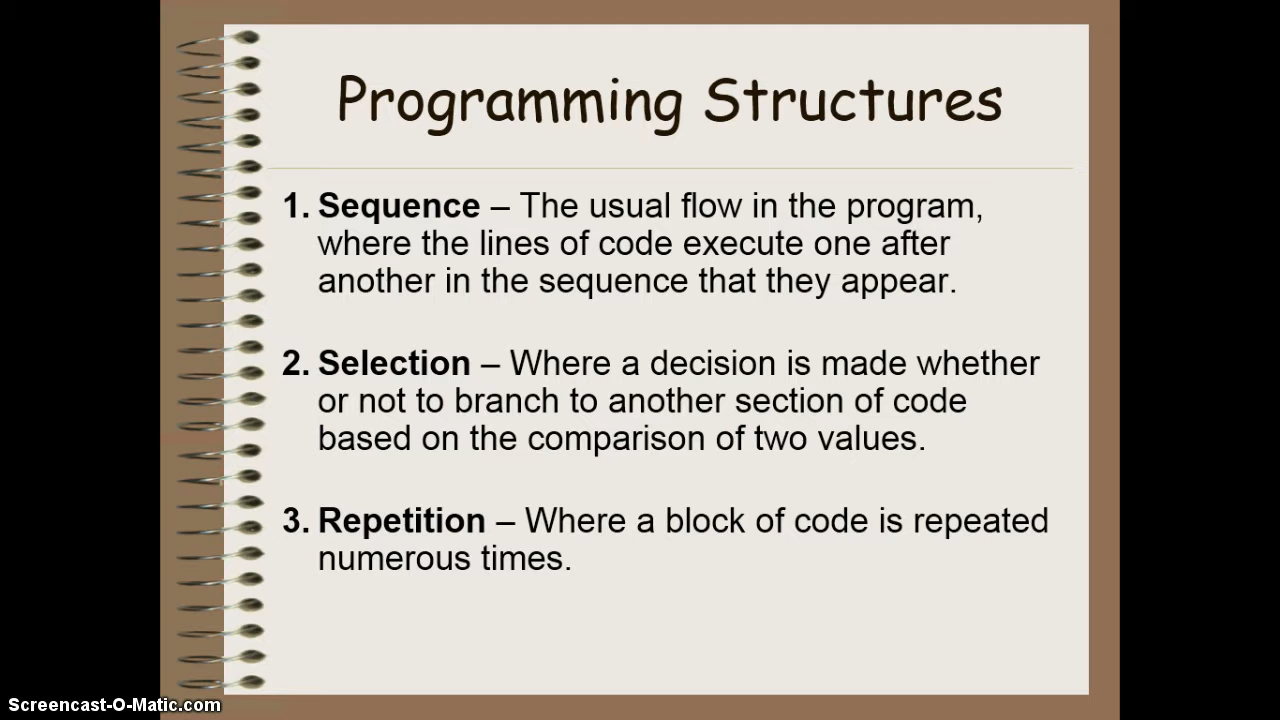 Programming Structures
1. Sequence – The usual flow in the program,
where the lines of code execute one after
another in the sequence that they appear.
2. Selection – Where a decision is made whether
or not to branch to another section of code
based on the comparison of two values.
3. Repetition – Where a block of code is repeated
numerous times.
Screencast-O-Matic.com